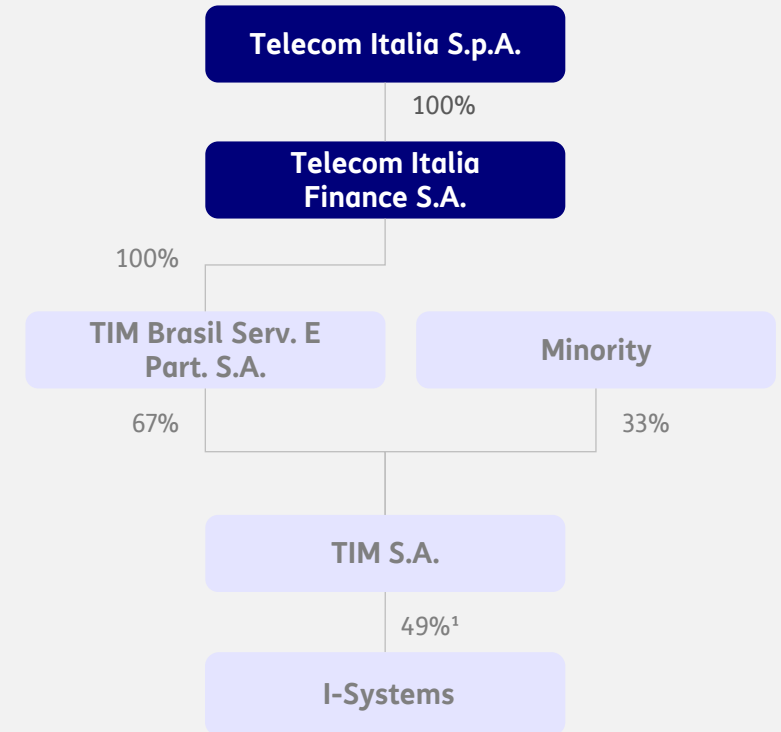 Telecom Italia S.p.A.
100%
Telecom Italia
Finance S.A.
100%
TIM Brasil Serv. E
Part. S.A.
Minority
67%
33%
TIM S.A.
49%¹
I-Systems